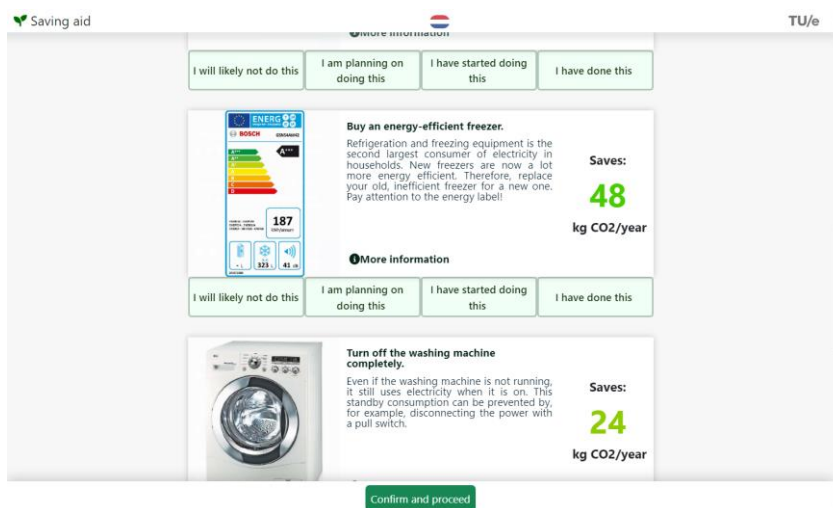 Saving aid
TU/e
More information
I will likely not do this
I am planning on doing this
I have started doing this
I have done this
ENERG
BOSCH
A+++
187
323 L
41 dB
Buy an energy-efficient freezer.
Refrigeration and freezing equipment is the
second largest consumer of electricity in
households. New freezers are now a lot
more energy efficient. Therefore, replace
your old, inefficient freezer for a new one.
Pay attention to the energy label!
More information
Saves:
48
kg CO2/year
I will likely not do this
I am planning on doing this
I have started doing this
I have done this
Turn off the washing machine
completely.
Even if the washing machine is not running,
it still uses electricity when it is on. This
standby consumption can be prevented by,
for example, disconnecting the power with
a pull switch.
Saves:
24
kg CO2/year
Confirm and proceed